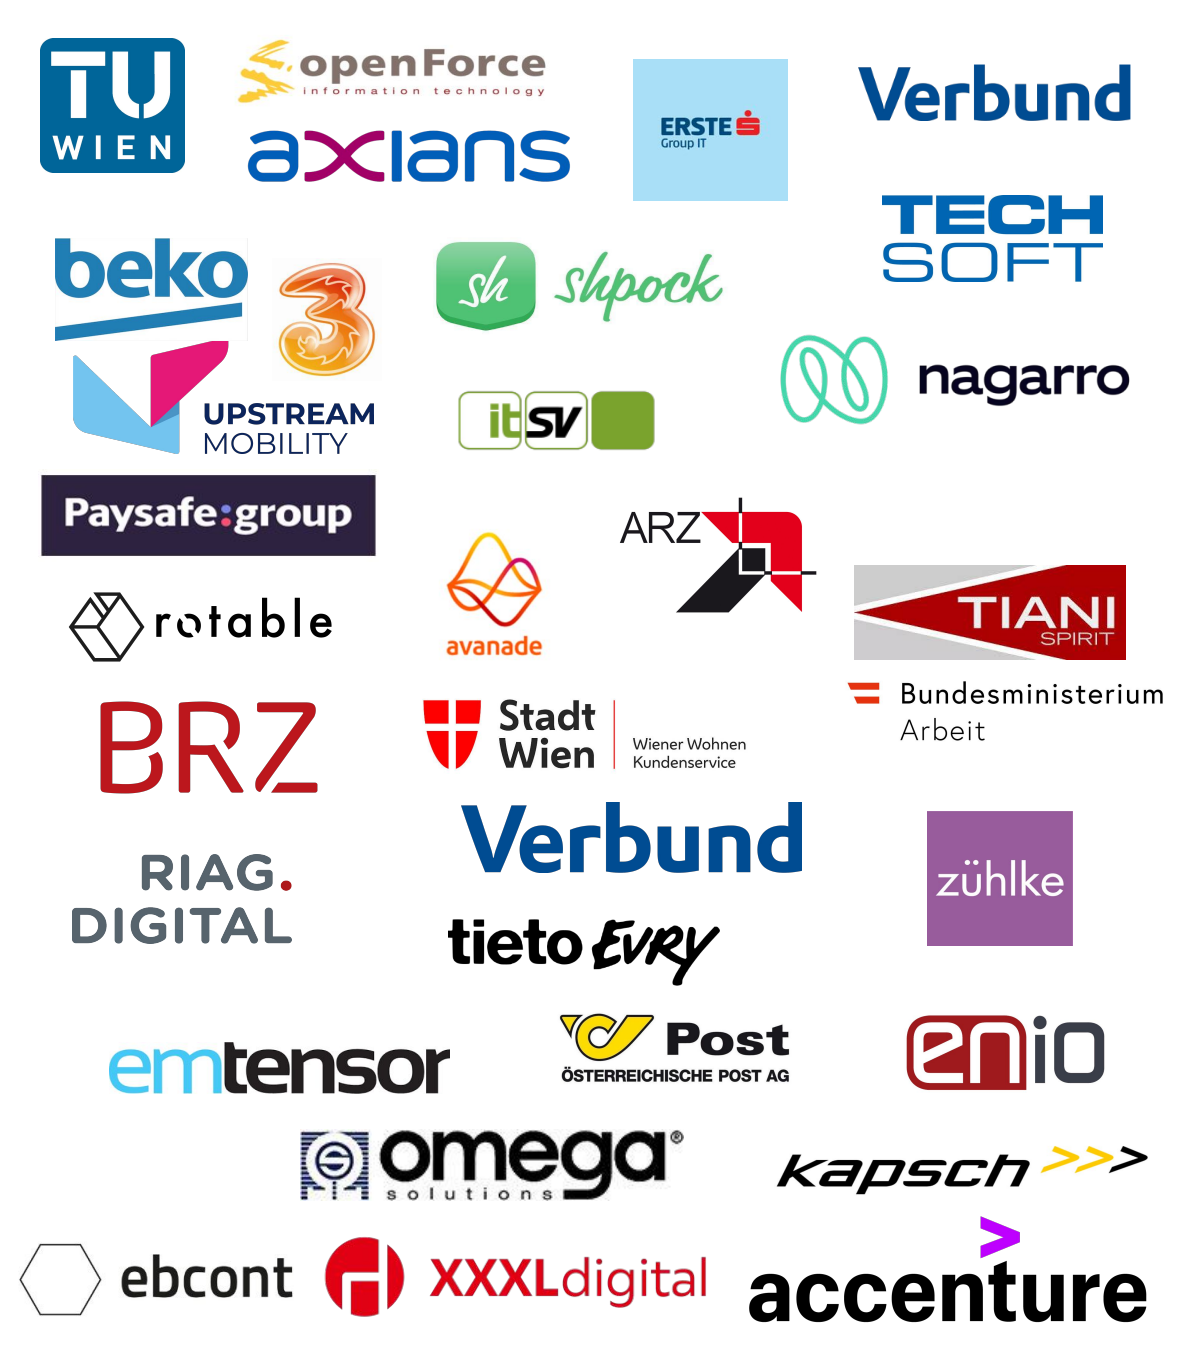 TU
WIEN
openForce
information technology
axians
ERSTE
Group IT
Verbund
TECH
SOFT
beko
3
sh
shpock
UPSTREAM
MOBILITY
itSV
nagarro
Paysafe:group
avanade
ARZ
TIANI
SPIRIT
rotable
Bundesministerium
Arbeit
BRZ
Stadt
Wien
Wiener Wohnen
Kundenservice
Verbund
zühlke
RIAG.
DIGITAL
tieto Evry
Post
ÖSTERREICHISCHE POST AG
enio
emtensor
omega®
solutions
kapsch >>>
ebcont
XXXLdigital
>
accenture